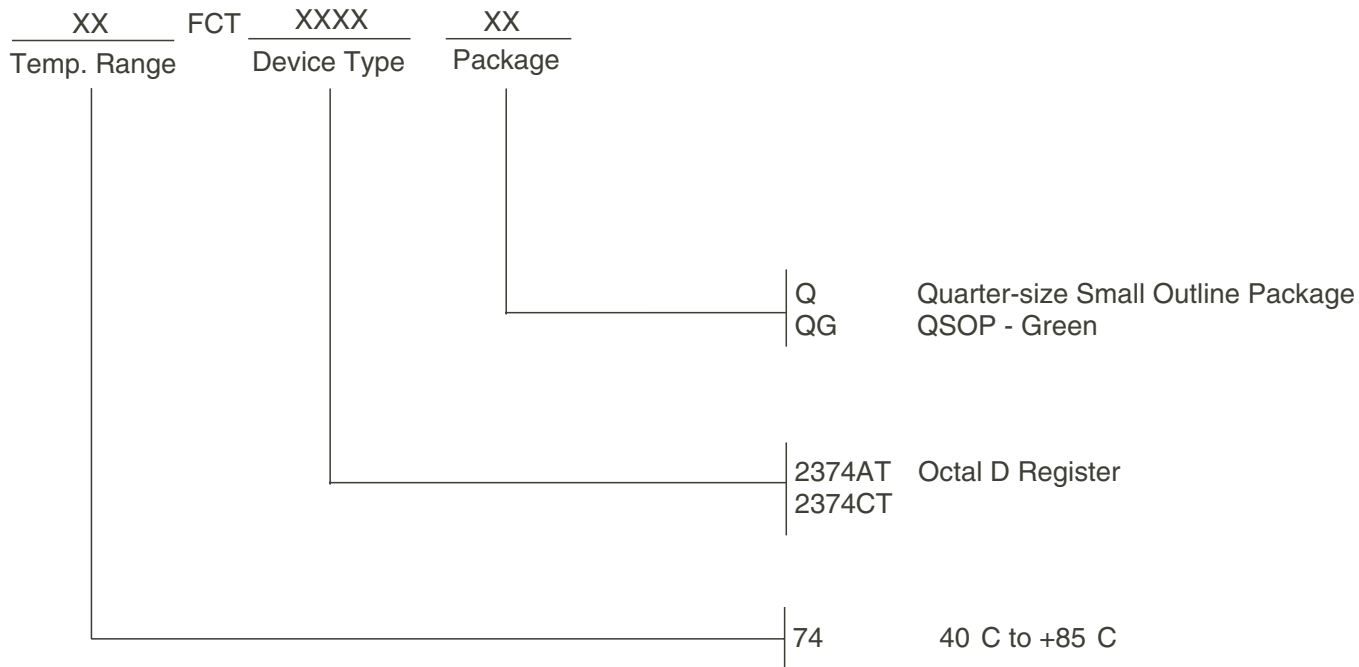 XX FCT XXXX XX
Temp. Range Device Type Package
Q Quarter-size Small Outline Package
QG QSOP - Green
2374AT Octal D Register
2374CT
74 40 C to +85 C